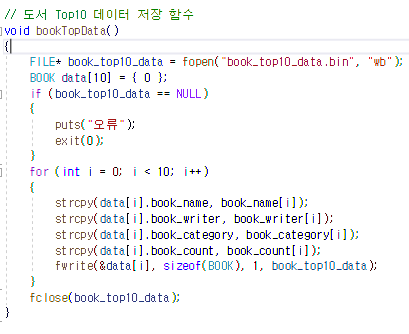 // 도서 Top10 데이터 저장 함수
void bookTopData()
{
FILE* book_top10_data = fopen("book_top10_data.bin", "wb");
BOOK data[10] = { 0 };
if (book_top10_data == NULL)
{
puts("오류");
exit(0);
}
for (int i = 0; i < 10; i++)
{
strcpy(data[i].book_name, book_name[i]);
strcpy(data[i].book_writer, book_writer[i]);
strcpy(data[i].book_category, book_category[i]);
strcpy(data[i].book_count, book_count[i]);
fwrite(&data[i], sizeof(BOOK), 1, book_top10_data);
}
fclose(book_top10_data);
}